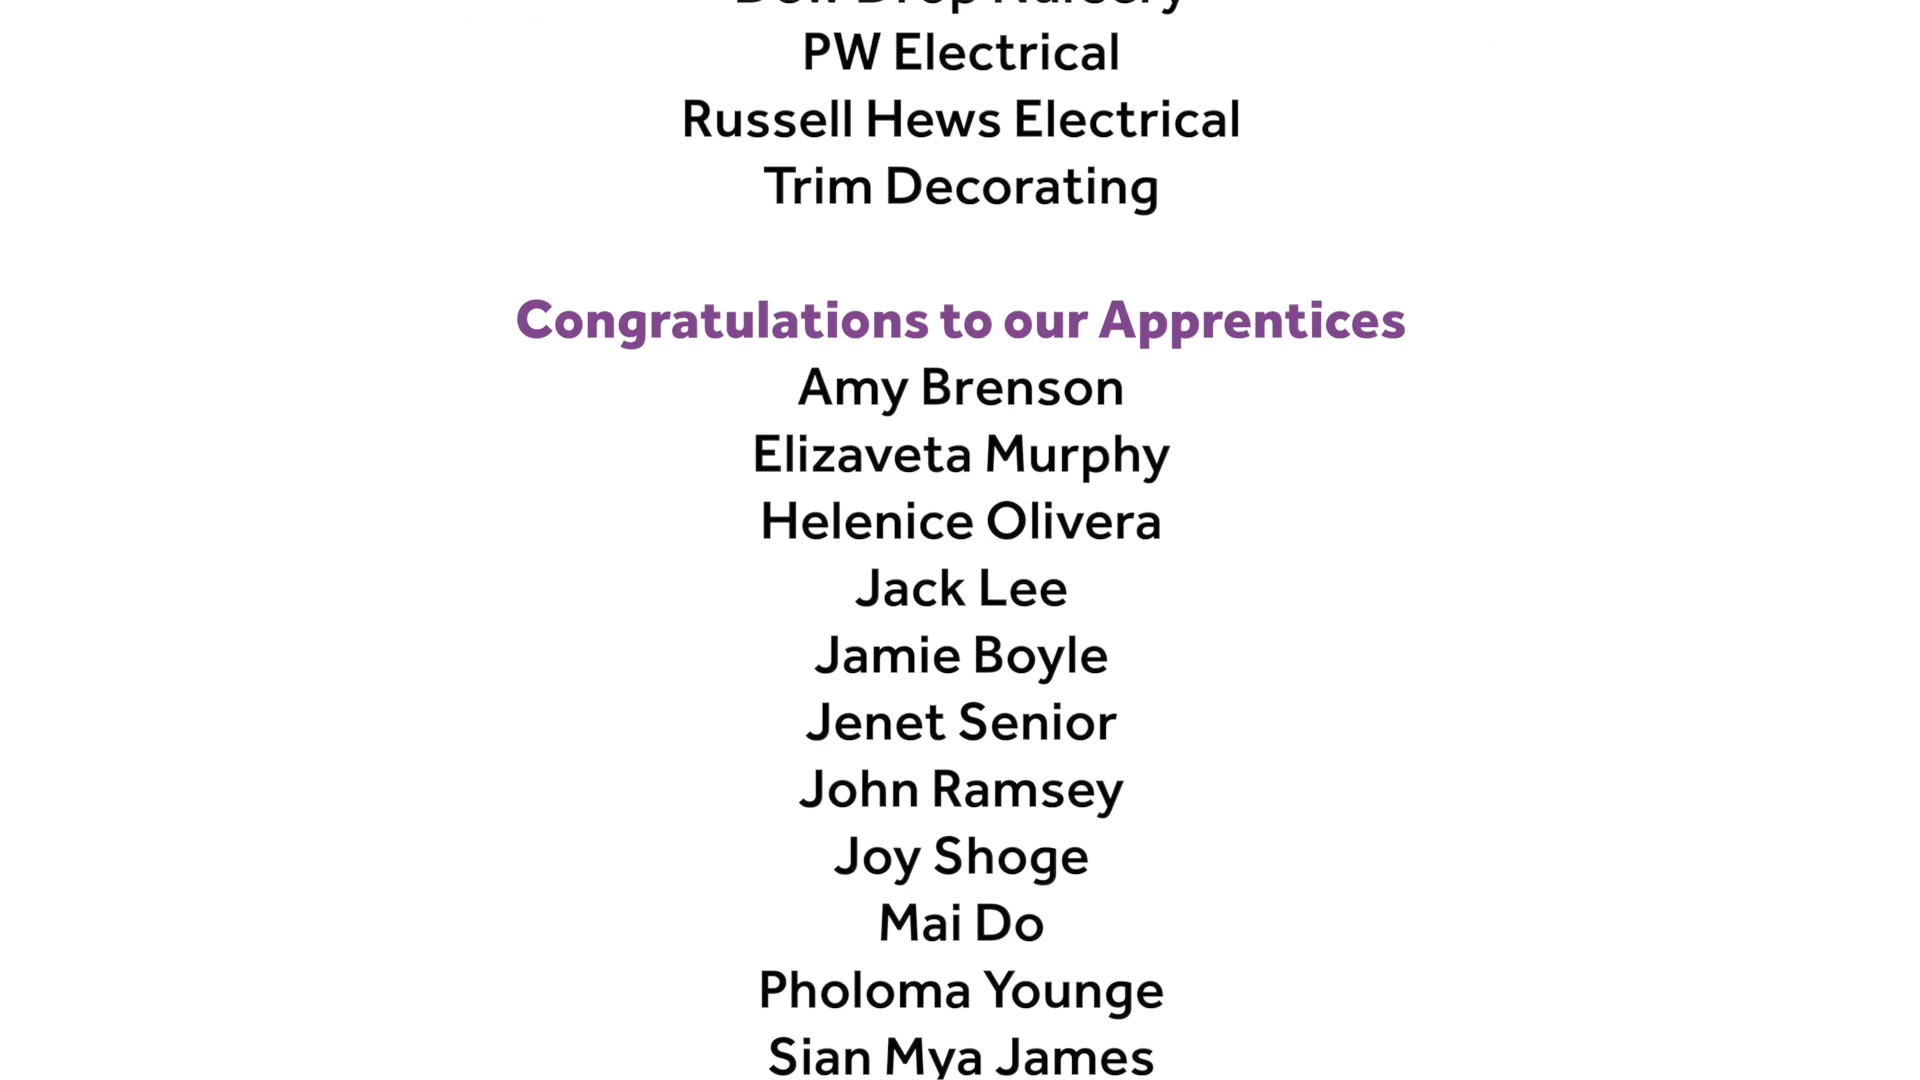 Dew Drop Nursery
PW Electrical
Russell Hews Electrical
Trim Decorating
Congratulations to our Apprentices
Amy Brenson
Elizaveta Murphy
Helenice Olivera
Jack Lee
Jamie Boyle
Jenet Senior
John Ramsey
Joy Shoge
Mai Do
Pholoma Younge
Sian Mya James